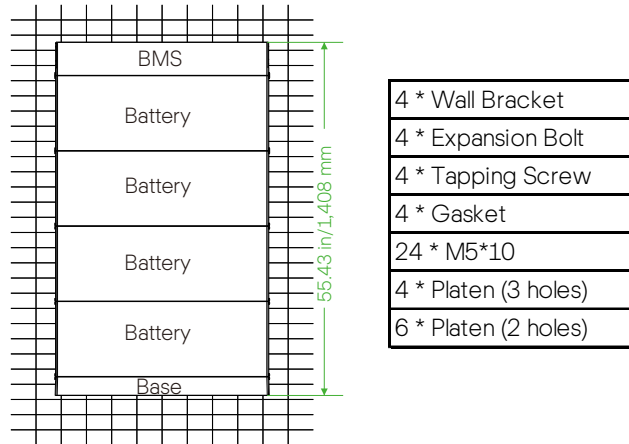 BMS
Battery
Battery
Battery
Battery
Base
55.43 in/1,408 mm
4 * Wall Bracket
4 * Expansion Bolt
4 * Tapping Screw
4 * Gasket
24 * M5*10
4 * Platen (3 holes)
6 * Platen (2 holes)